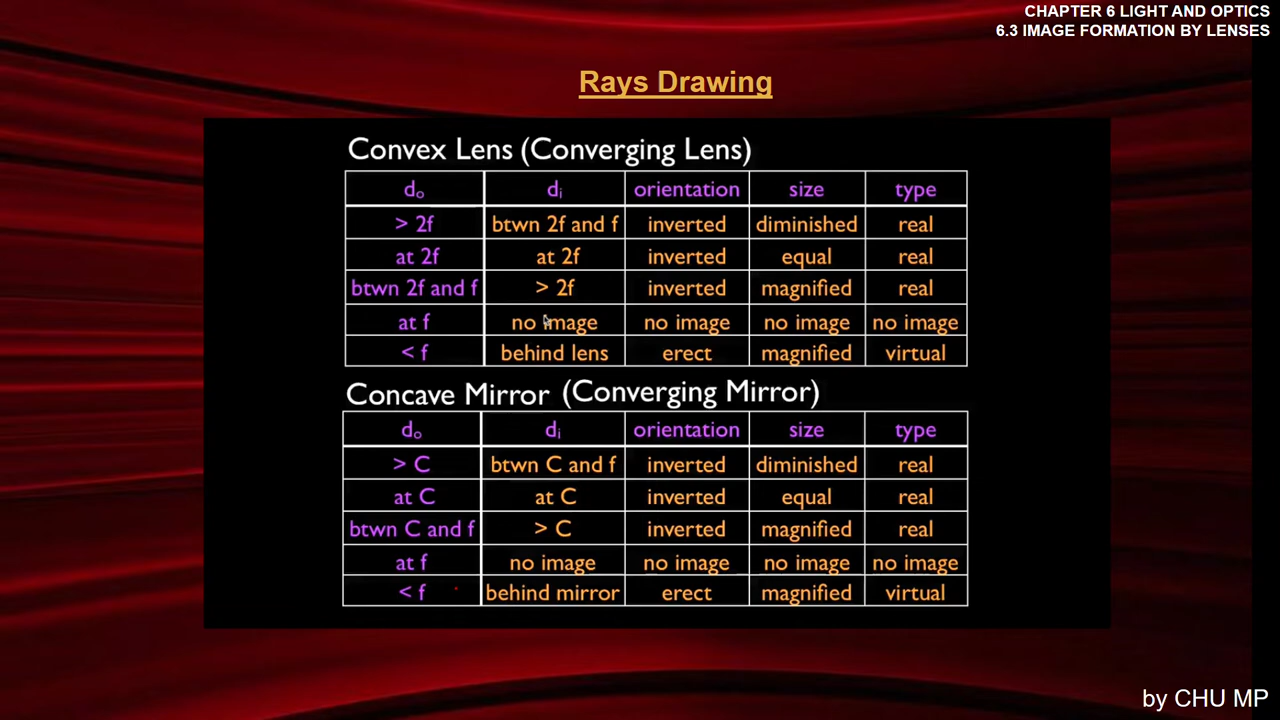 CHAPTER 6 LIGHT AND OPTICS
6.3 IMAGE FORMATION BY LENSES
Rays Drawing
Convex Lens (Converging Lens)
dₒ dᵢ orientation size type
> 2f btwn 2f and f inverted diminished real
at 2f at 2f inverted equal real
btwn 2f and f > 2f inverted magnified real
at f no image no image no image no image
< f behind lens erect magnified virtual
Concave Mirror (Converging Mirror)
dₒ dᵢ orientation size type
> C btwn C and f inverted diminished real
at C at C inverted equal real
btwn C and f > C inverted magnified real
at f no image no image no image no image
< f behind mirror erect magnified virtual
by CHU MP